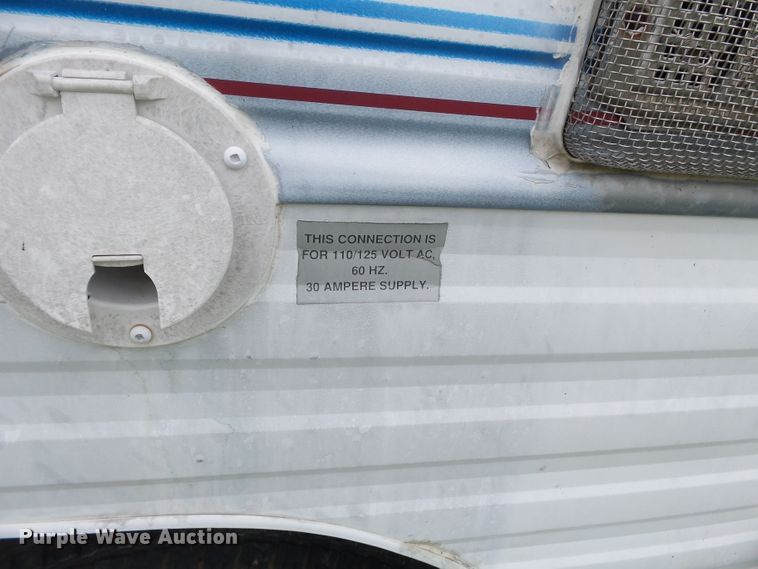 THIS CONNECTION IS
FOR 110/125 VOLT AC,
60 HZ.
30 AMPERE SUPPLY.
Purple Wave Auction